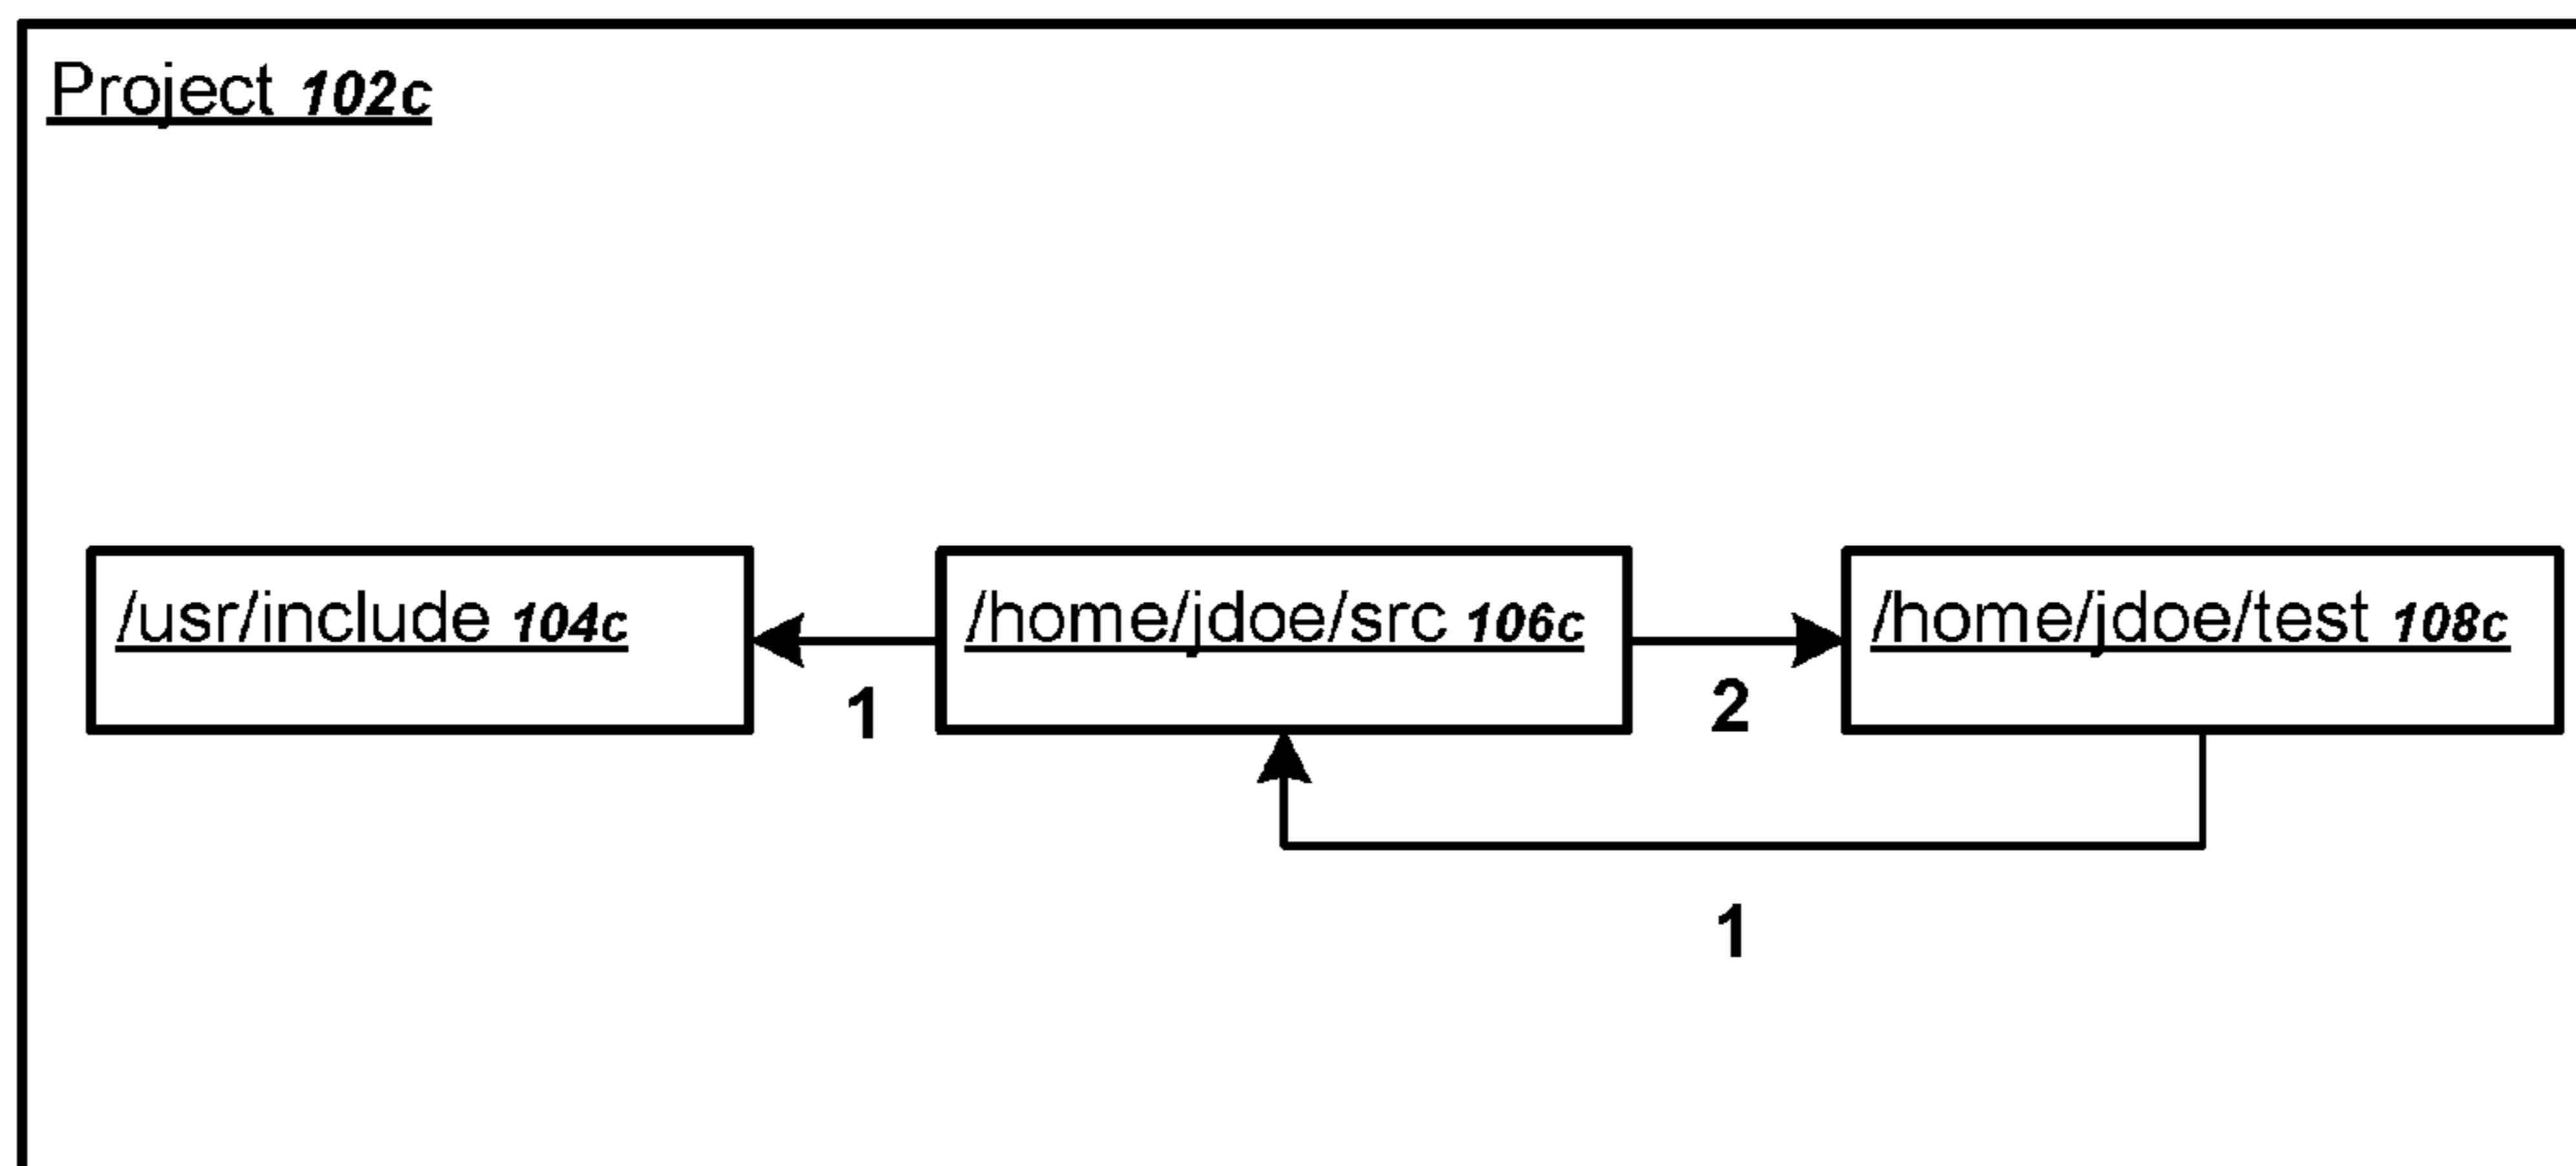 Project 102c
/usr/include 104c
/home/jdoe/src 106c
/home/jdoe/test 108c
1
2
1